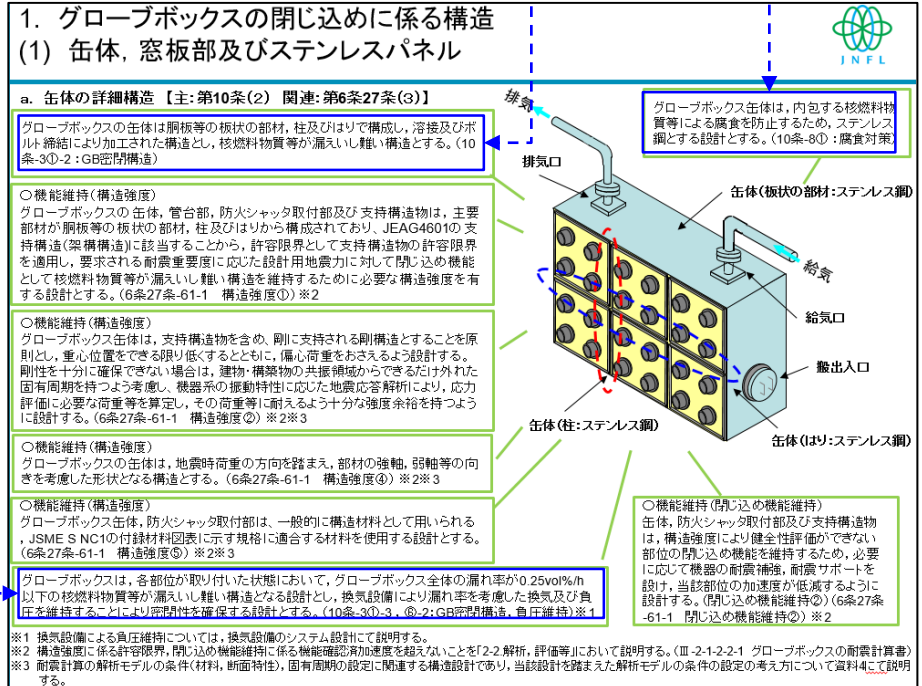 1. グローブボックスの閉じ込めに係る構造
(1) 缶体，窓板部及びステンレスパネル
JNFL
a. 缶体の詳細構造 【主：第10条(2) 関連：第6条27条(3)】
グローブボックスの缶体は胴板等の板状の部材，柱及びはりで構成し，溶接及びボ
ルト締結により加工された構造とし，核燃料物質等が漏えいし難い構造とする。(10
条-3①-2：GB密閉構造)
○機能維持(構造強度)
グローブボックスの缶体，管台部，防火シャッタ取付部及び支持構造物は，主要
部材が胴板等の板状の部材，柱及びはりから構成されており、JEAG4601の支
持構造(架構構造)に該当することから，許容限界として支持構造物の許容限界
を適用し，要求される耐震重要度に応じた設計用地震力に対して閉じ込め機能
として核燃料物質等が漏えいし難い構造を維持するために必要な構造強度を有
する設計とする。(6条27条-61-1 構造強度①)※2
○機能維持(構造強度)
グローブボックス缶体は，支持構造物を含め，剛に支持される剛構造とすることを原
則とし，重心位置をできる限り低くするとともに，偏心荷重をおさえるよう設計する。
剛性を十分に確保できない場合は，建物・構築物の共振領域からできるだけ外れた
固有周期を持つよう考慮し，機器系の振動特性に応じた地震応答解析により，応力
評価に必要な荷重等を算定し，その荷重等に耐えるよう十分な強度余裕を持つよう
に設計する。(6条27条-61-1 構造強度②) ※2※3
○機能維持(構造強度)
グローブボックスの缶体は，地震時荷重の方向を踏まえ，部材の強軸，弱軸等の向
きを考慮した形状となる構造とする。(6条27条-61-1 構造強度④)※2※3
○機能維持(構造強度)
グローブボックス缶体，防火シャッタ取付部は、一般的に構造材料として用いられる
，JSME S NC1の付録材料図表に示す規格に適合する材料を使用する設計とする。
(6条27条-61-1 構造強度⑤) ※2※3
グローブボックスは，各部位が取り付いた状態において，グローブボックス全体の漏れ率が0.25vol%/h
以下の核燃料物質等が漏えいし難い構造となる設計とし，換気設備により漏れ率を考慮した換気及び負
圧を維持することにより密閉性を確保する設計とする。(10条-3①-3，⑥-2：GB密閉構造，負圧維持)※1
グローブボックス缶体は，内包する核燃料物
質等による腐食を防止するため，ステンレス
鋼とする設計とする。(10条-8①：腐食対策)
排気
排気口
缶体(板状の部材：ステンレス鋼)
給気
給気口
搬出入口
缶体(柱：ステンレス鋼)
缶体(はり：ステンレス鋼)
○機能維持(閉じ込め機能維持)
缶体，防火シャッタ取付部及び支持構造物
は，構造強度により健全性評価ができない
部位の閉じ込め機能を維持するため，必要
に応じて機器の耐震補強，耐震サポートを
設け，当該部位の加速度が低減するように
設計する。(閉じ込め機能維持②)(6条27条
-61-1 閉じ込め機能維持②) ※2
※1 換気設備による負圧維持については，換気設備のシステム設計にて説明する。
※2 構造強度に係る許容限界，閉じ込め機能維持に係る機能確認済加速度を超えないことを「2-2.解析，評価等」において説明する。(Ⅲ-2-1-2-2-1 グローブボックスの耐震計算書)
※3 耐震計算の解析モデルの条件(材料，断面特性)，固有周期の設定に関連する構造設計であり，当該設計を踏まえた解析モデルの条件の設定の考え方について資料4にて説明
する。